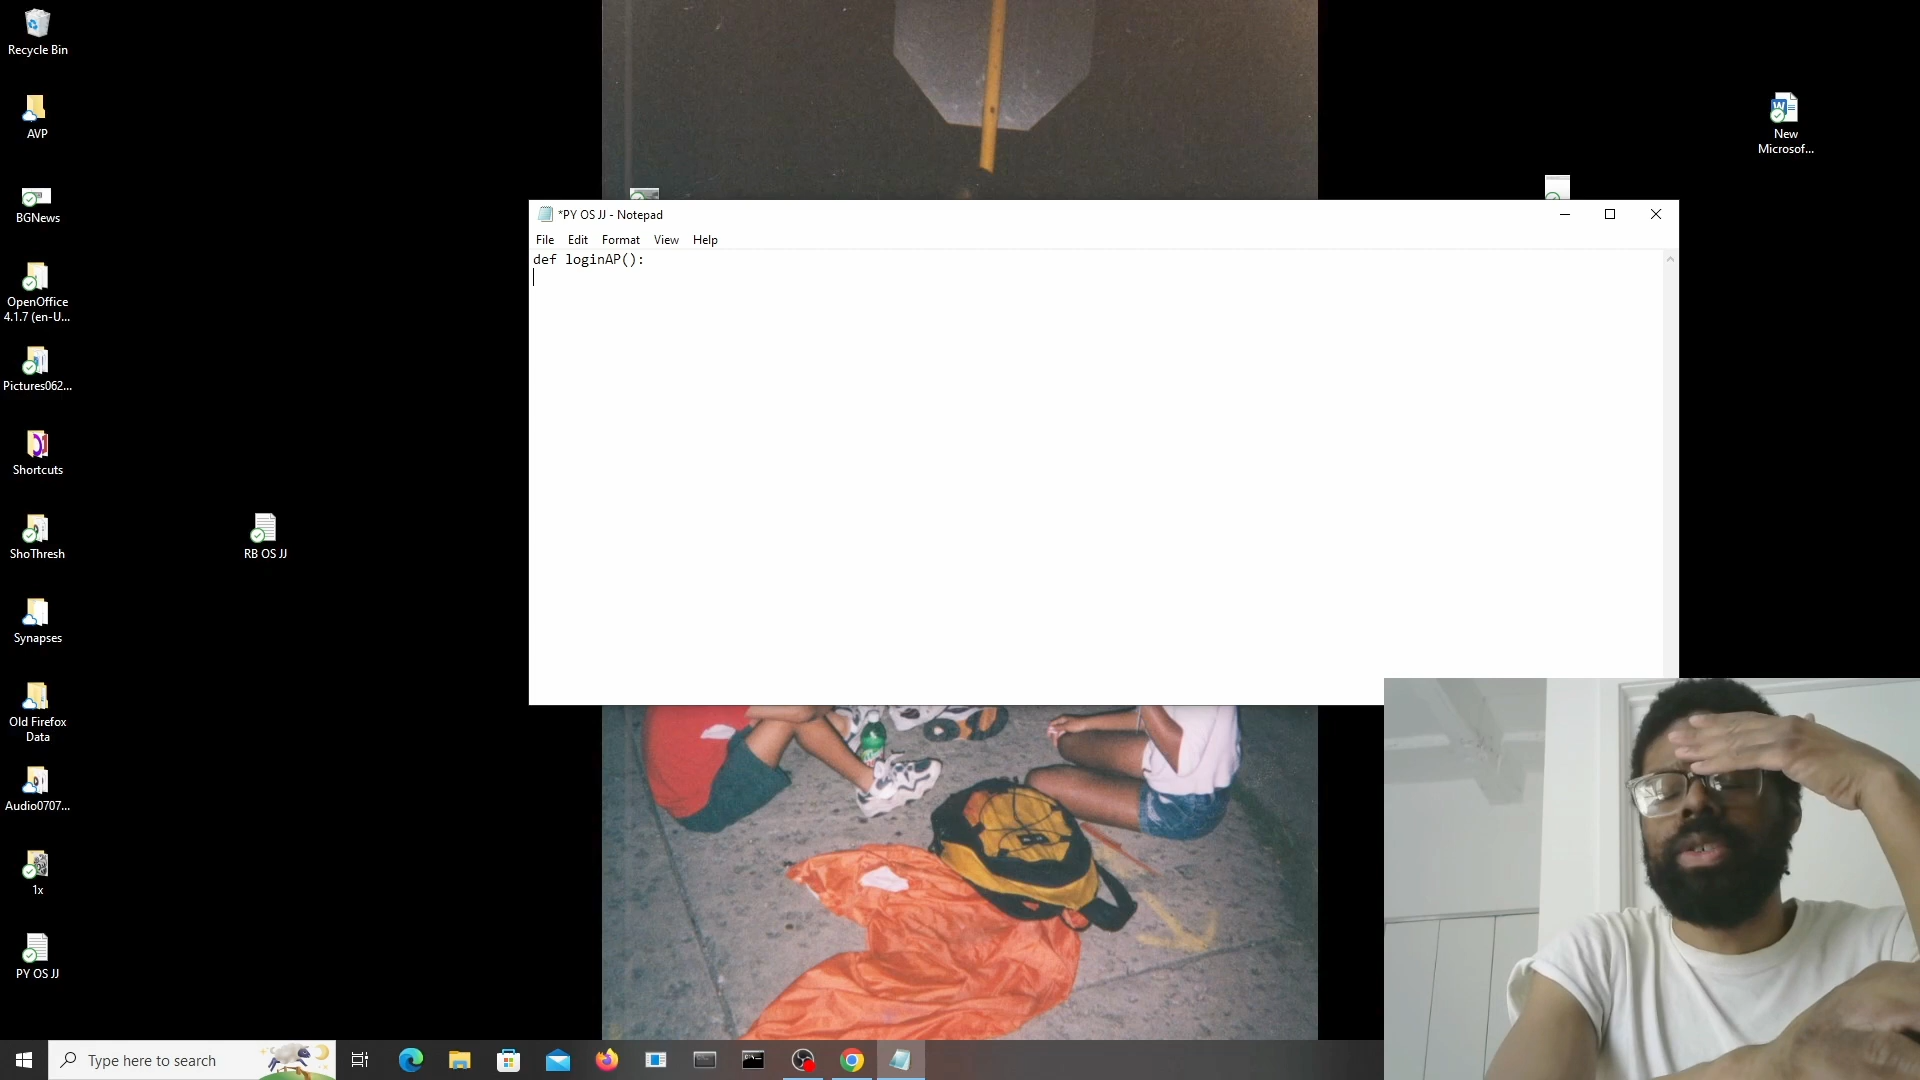 Recycle Bin
AVP
BGNews
OpenOffice
4.1.7 (en-U...
Pictures062...
Shortcuts
ShoThresh
Synapses
Old Firefox
Data
Audio0707...
1x
PY OS JJ
RB OS JJ
New
Microsof...
*PY OS JJ - Notepad
File Edit Format View Help
def loginAP():
Type here to search